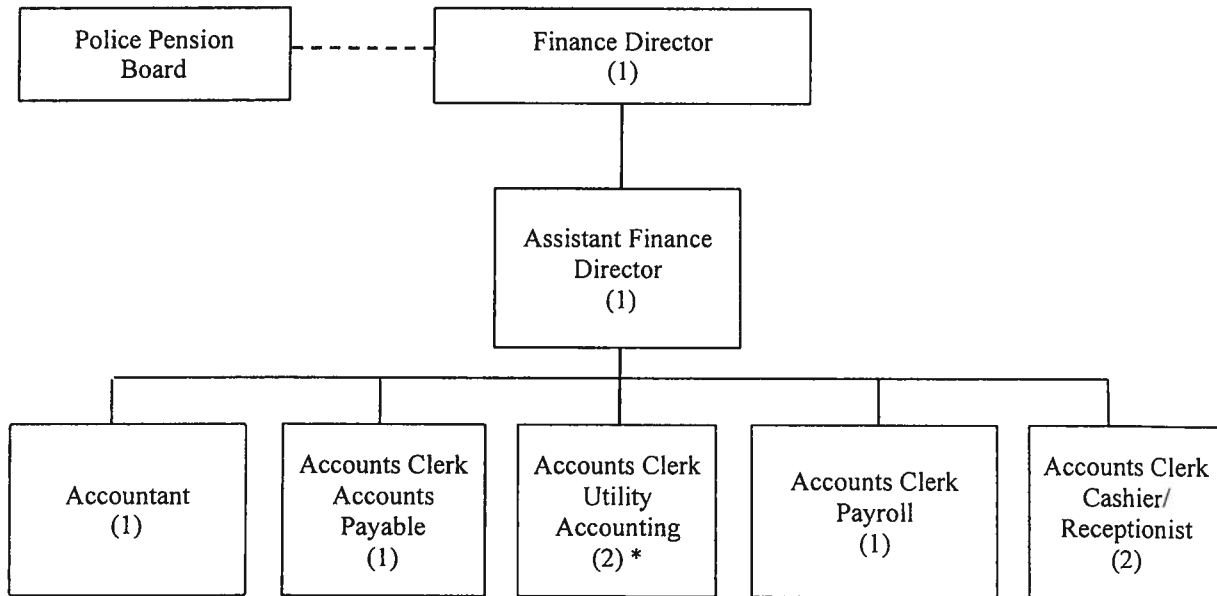 Police Pension
Board
Finance Director
(1)
Assistant Finance
Director
(1)
Accountant
(1)
Accounts Clerk
Accounts
Payable
(1)
Accounts Clerk
Utility
Accounting
(2) *
Accounts Clerk
Payroll
(1)
Accounts Clerk
Cashier/
Receptionist
(2)